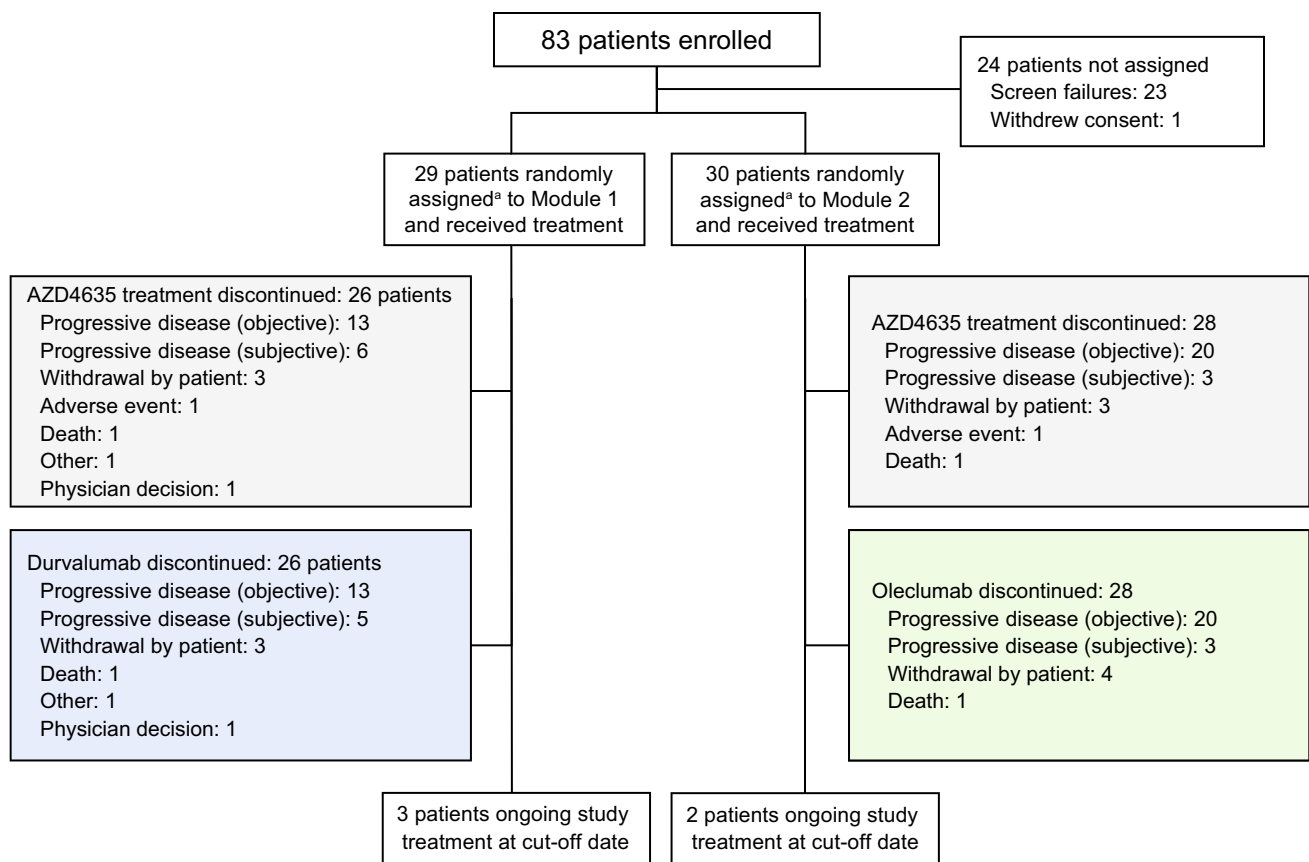 83 patients enrolled
24 patients not assigned
Screen failures: 23
Withdrew consent: 1
29 patients randomly
assignedᵃ to Module 1
and received treatment
30 patients randomly
assignedᵃ to Module 2
and received treatment
AZD4635 treatment discontinued: 26 patients
Progressive disease (objective): 13
Progressive disease (subjective): 6
Withdrawal by patient: 3
Adverse event: 1
Death: 1
Other: 1
Physician decision: 1
AZD4635 treatment discontinued: 28
Progressive disease (objective): 20
Progressive disease (subjective): 3
Withdrawal by patient: 3
Adverse event: 1
Death: 1
Durvalumab discontinued: 26 patients
Progressive disease (objective): 13
Progressive disease (subjective): 5
Withdrawal by patient: 3
Death: 1
Other: 1
Physician decision: 1
Oleclumab discontinued: 28
Progressive disease (objective): 20
Progressive disease (subjective): 3
Withdrawal by patient: 4
Death: 1
3 patients ongoing study
treatment at cut-off date
2 patients ongoing study
treatment at cut-off date